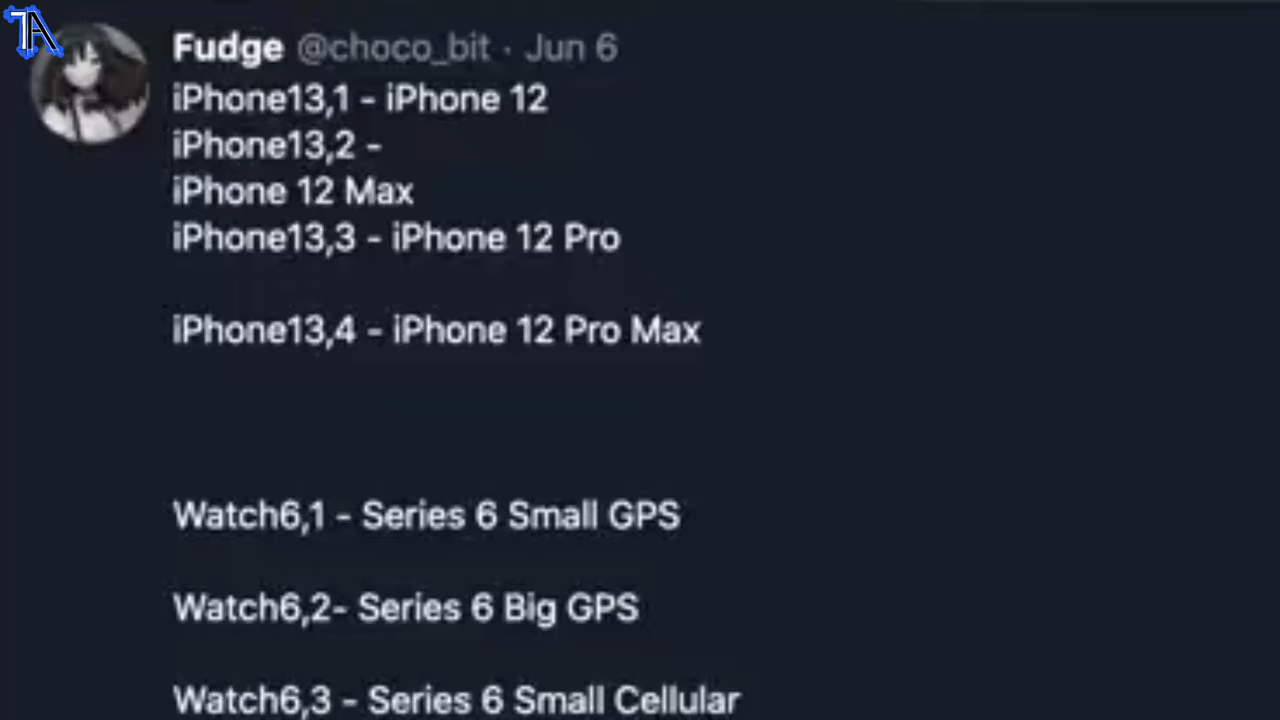 TA
Fudge @choco_bit · Jun 6
iPhone13,1 - iPhone 12
iPhone13,2 -
iPhone 12 Max
iPhone13,3 - iPhone 12 Pro
iPhone13,4 - iPhone 12 Pro Max
Watch6,1 - Series 6 Small GPS
Watch6,2- Series 6 Big GPS
Watch6,3 - Series 6 Small Cellular